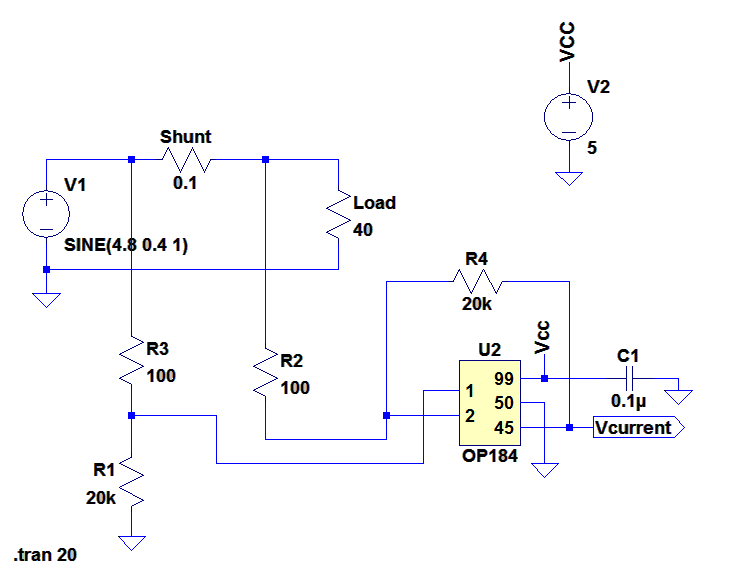 VCC
V2
5
Shunt
0.1
V1
SINE(4.8 0.4 1)
Load
40
R4
20k
R3
100
R2
100
U2
Vcc
C1
0.1µ
1
2
99
50
45
OP184
Vcurrent
R1
20k
.tran 20